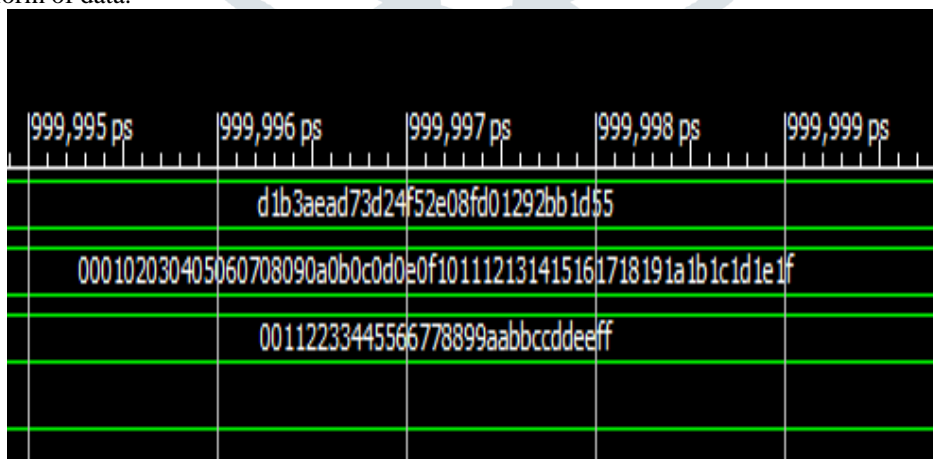 999,995 ps 999,996 ps 999,997 ps 999,998 ps 999,999 ps
d1b3aead73d24f52e08fd01292bb1d55
000102030405060708090a0b0c0d0e0f101112131415161718191a1b1c1d1e1f
00112233445566778899aabbccddeeff